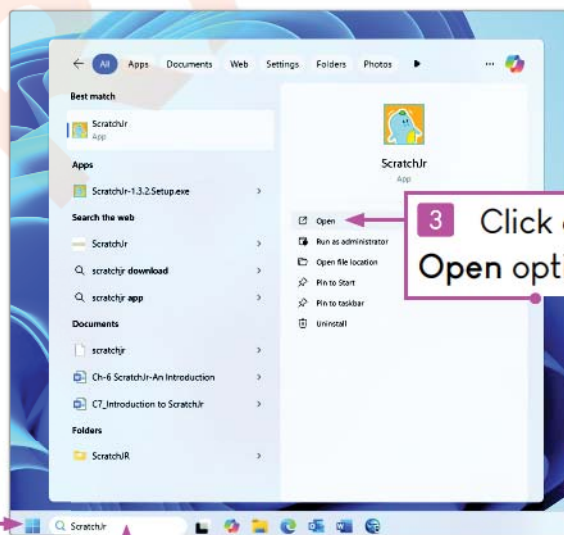 All Apps Documents Web Settings Folders Photos
Best match
ScratchJr
App
Apps
ScratchJr-1.3.2.Setup.exe
Search the web
ScratchJr
scratchjr download
scratchjr app
Documents
scratchjr
Ch-6 ScratchJr-An Introduction
C7_Introduction to ScratchJr
Folders
ScratchJR
ScratchJr
App
Open
Run as administrator
Open file location
Pin to Start
Pin to taskbar
Uninstall
3 Click
Open
ScratchJr